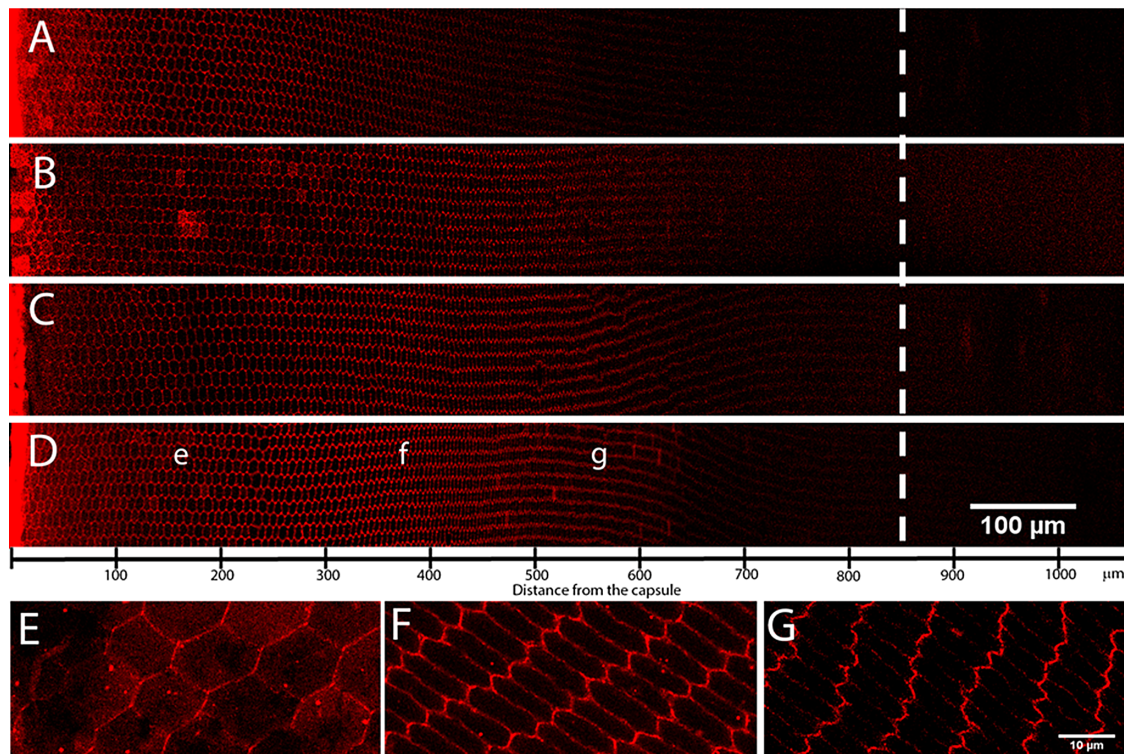 A
B
C
D
e f g
100 µm
100 200 300 400 500 600 700 800 900 1000 µm
Distance from the capsule
E F G
10 µm